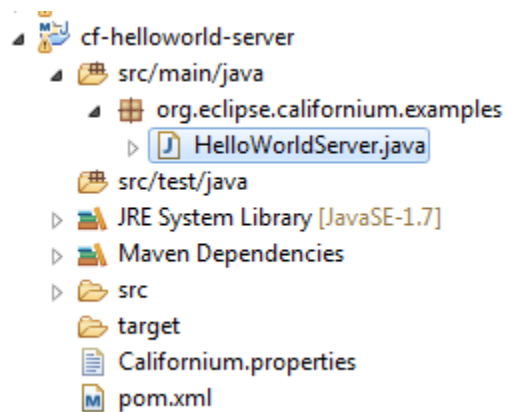 cf-helloworld-server
src/main/java
org.eclipse.californium.examples
HelloWorldServer.java
src/test/java
JRE System Library [JavaSE-1.7]
Maven Dependencies
src
target
Californium.properties
pom.xml